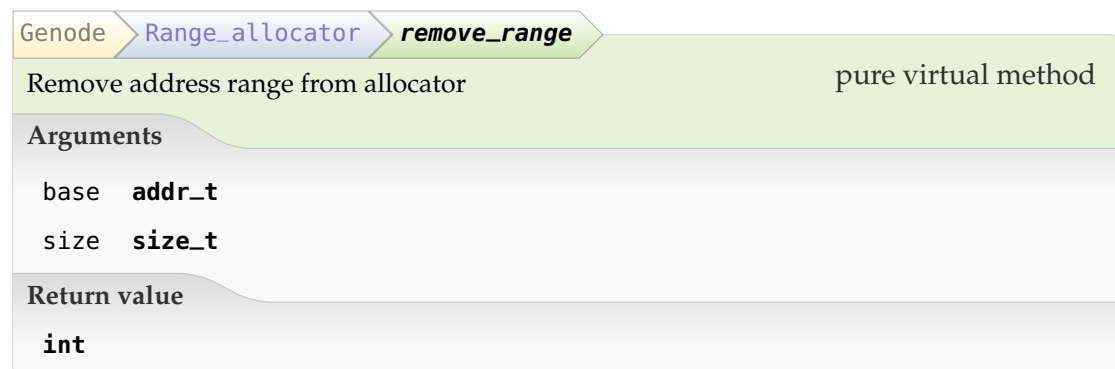 Genode Range_allocator remove_range
Remove address range from allocator pure virtual method
Arguments
base addr_t
size size_t
Return value
int